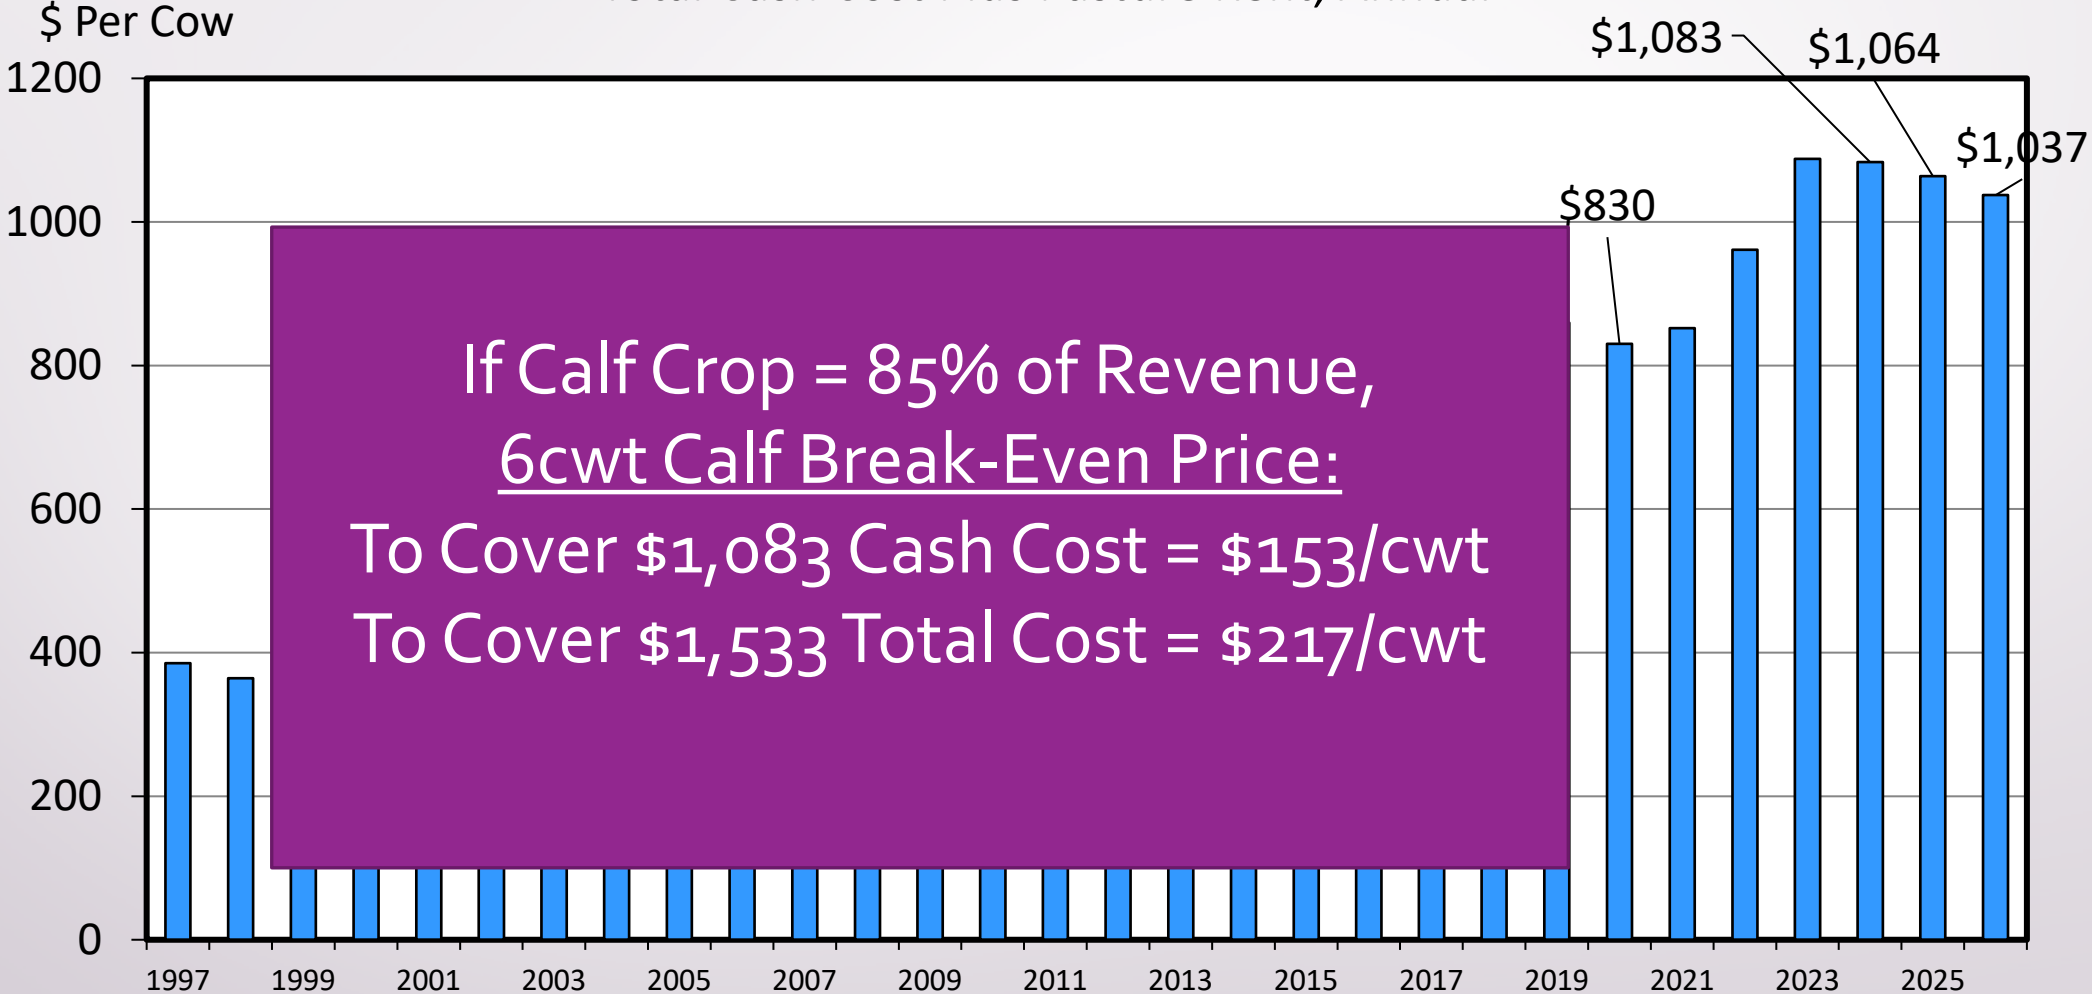 $ Per Cow
$1,083
$1,064
1200
$1,037
$830
1000
800
600
400
200
0
If Calf Crop = 85% of Revenue,
6cwt Calf Break-Even Price:
To Cover $1,083 Cash Cost = $153/cwt
To Cover $1,533 Total Cost = $217/cwt
1997 1999 2001 2003 2005 2007 2009 2011 2013 2015 2017 2019 2021 2023 2025